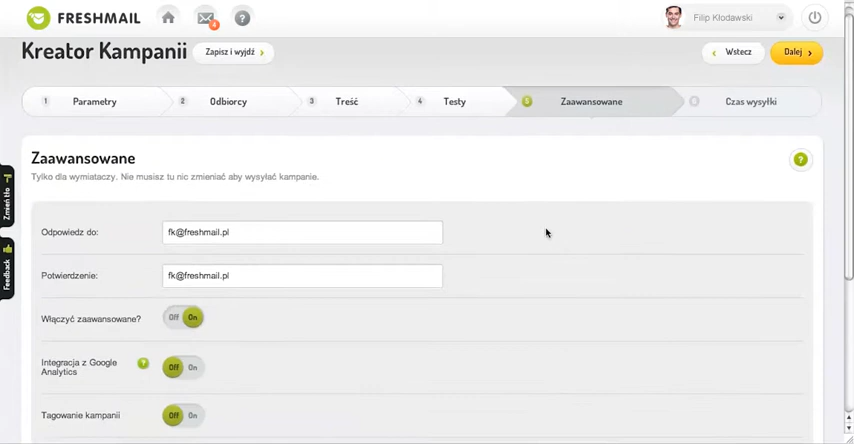 FRESHMAIL
4
?
Filip Kłodawski
Kreator Kampanii
Zapisz i wyjdź ›
‹ Wstecz
Dalej ›
1 Parametry
2 Odbiorcy
3 Treść
4 Testy
5 Zaawansowane
6 Czas wysyłki
Zaawansowane
?
Tylko dla wymiataczy. Nie musisz tu nic zmieniać aby wysyłać kampanie.
Zmień tło
Feedback
Odpowiedz do:
fk@freshmail.pl
Potwierdzenie:
fk@freshmail.pl
Włączyć zaawansowane?
Off On
Integracja z Google
Analytics
?
Off On
Tagowanie kampanii
Off On